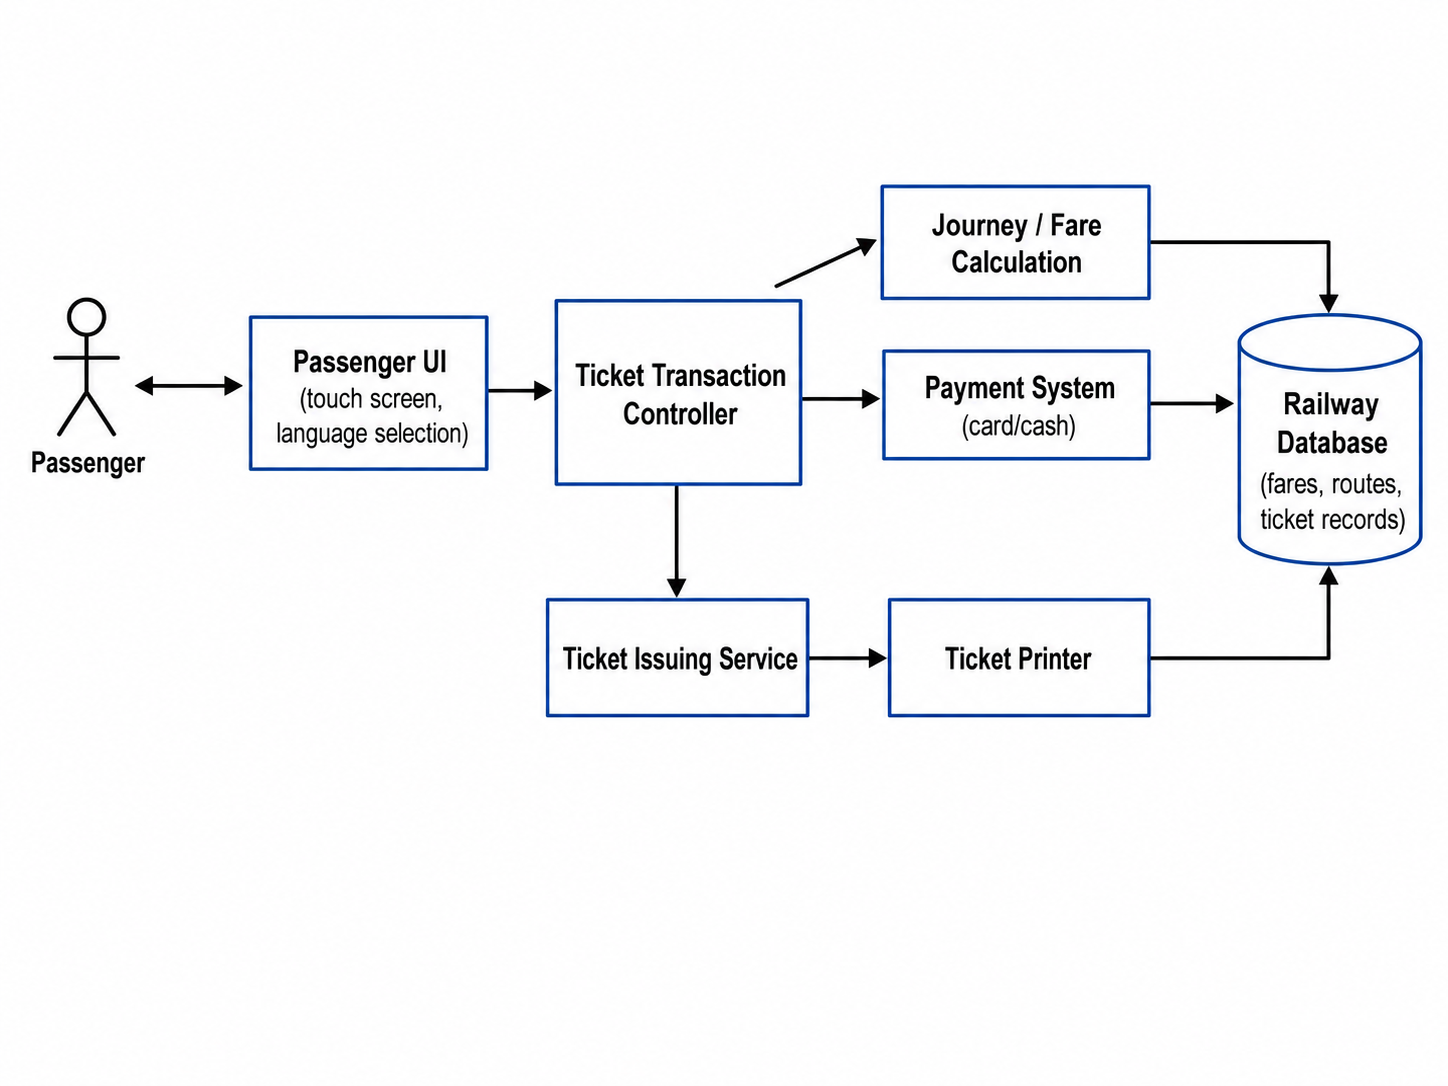 Passenger
Passenger UI
(touch screen,
language selection)
Ticket Transaction
Controller
Journey / Fare
Calculation
Payment System
(card/cash)
Railway
Database
(fares, routes,
ticket records)
Ticket Issuing Service
Ticket Printer